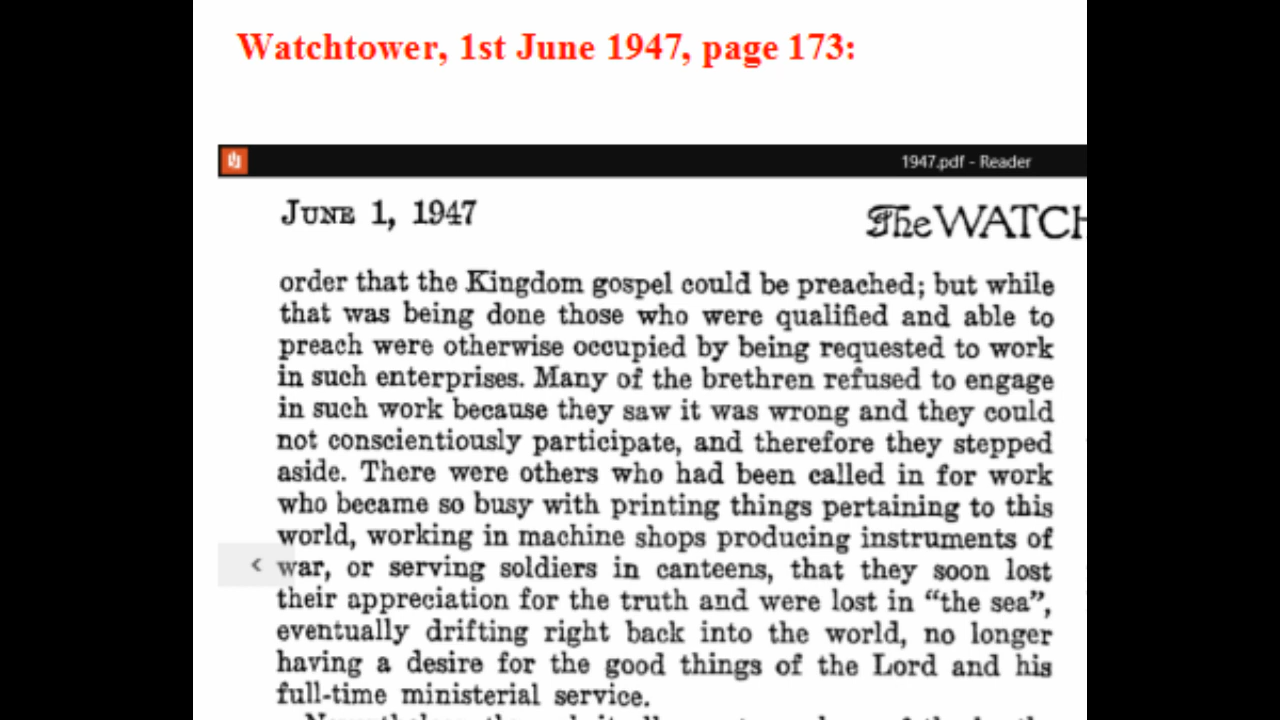 Watchtower, 1st June 1947, page 173:
1947.pdf - Reader
JUNE 1, 1947
The WATCH
order that the Kingdom gospel could be preached; but while
that was being done those who were qualified and able to
preach were otherwise occupied by being requested to work
in such enterprises. Many of the brethren refused to engage
in such work because they saw it was wrong and they could
not conscientiously participate, and therefore they stepped
aside. There were others who had been called in for work
who became so busy with printing things pertaining to this
world, working in machine shops producing instruments of
war, or serving soldiers in canteens, that they soon lost
their appreciation for the truth and were lost in “the sea”,
eventually drifting right back into the world, no longer
having a desire for the good things of the Lord and his
full-time ministerial service.